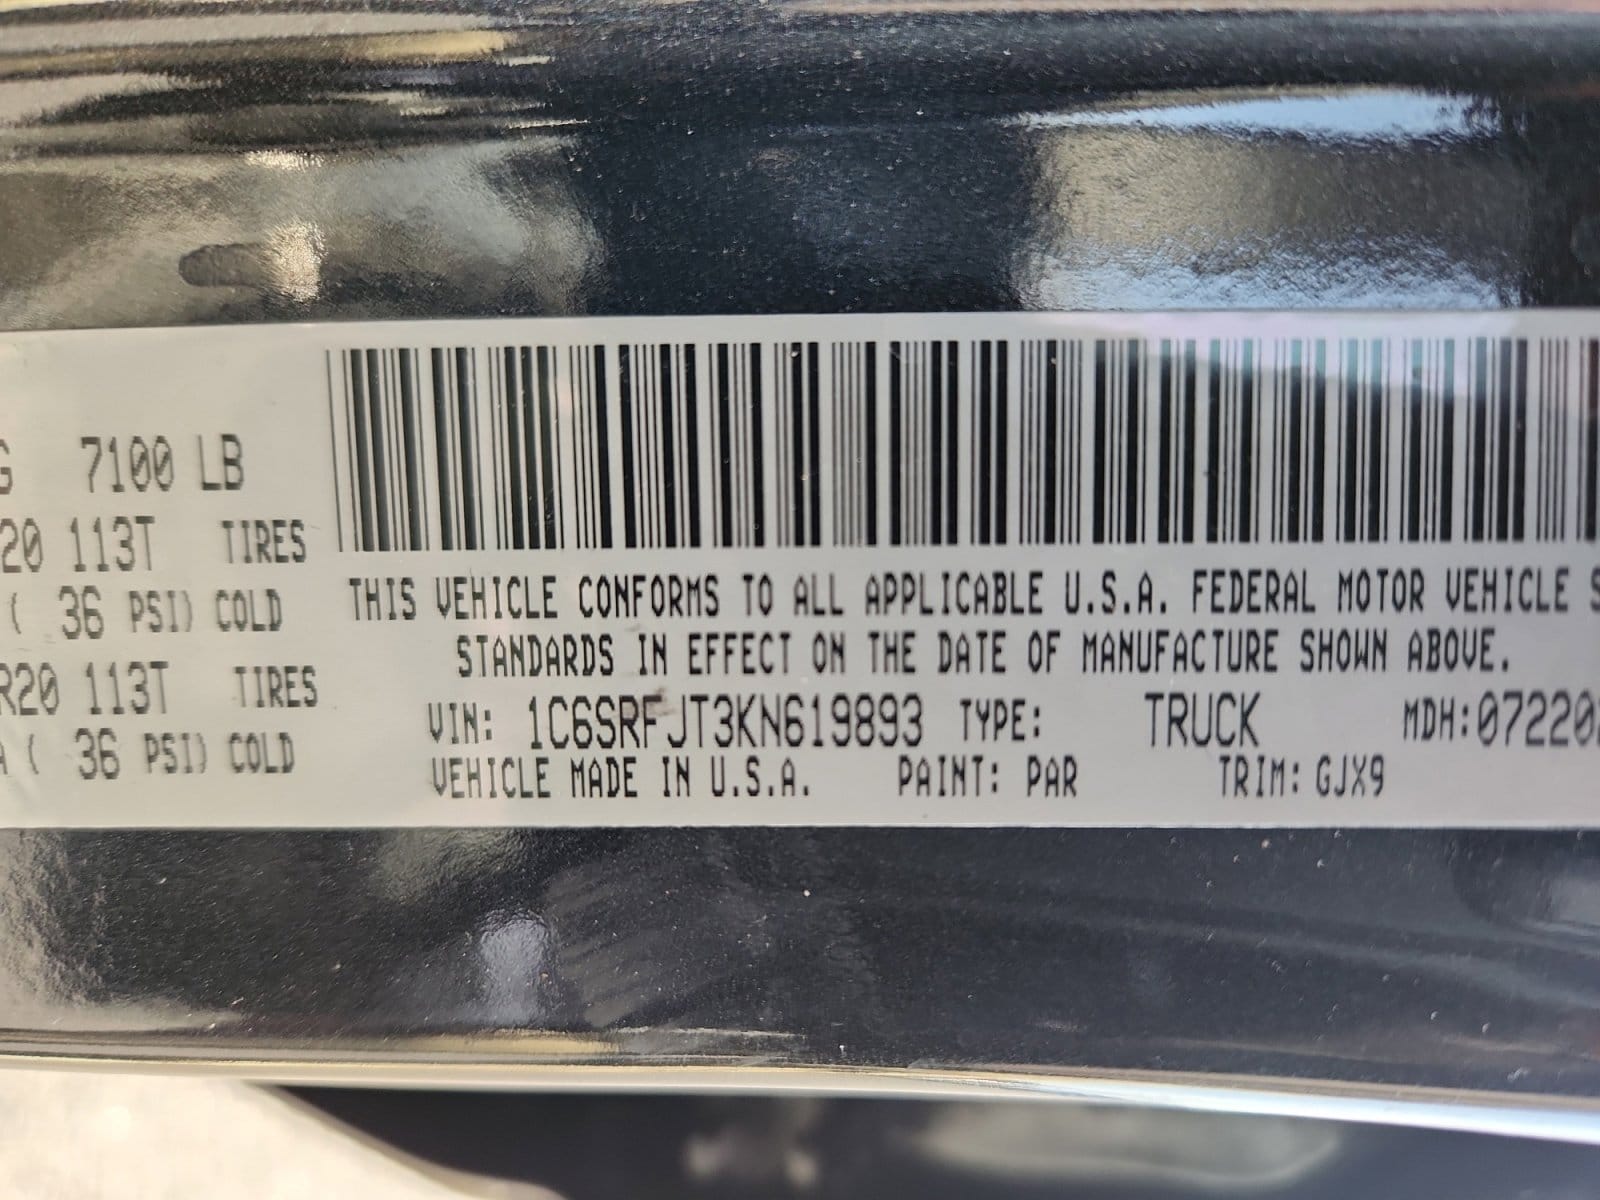 G 7100 LB
20 113T TIRES
( 36 PSI) COLD
R20 113T TIRES
A ( 36 PSI) COLD
THIS VEHICLE CONFORMS TO ALL APPLICABLE U.S.A. FEDERAL MOTOR VEHICLE S
STANDARDS IN EFFECT ON THE DATE OF MANUFACTURE SHOWN ABOVE.
VIN: 1C6SRFJT3KN619893 TYPE: TRUCK MDH:07220
VEHICLE MADE IN U.S.A. PAINT: PAR TRIM: GJX9